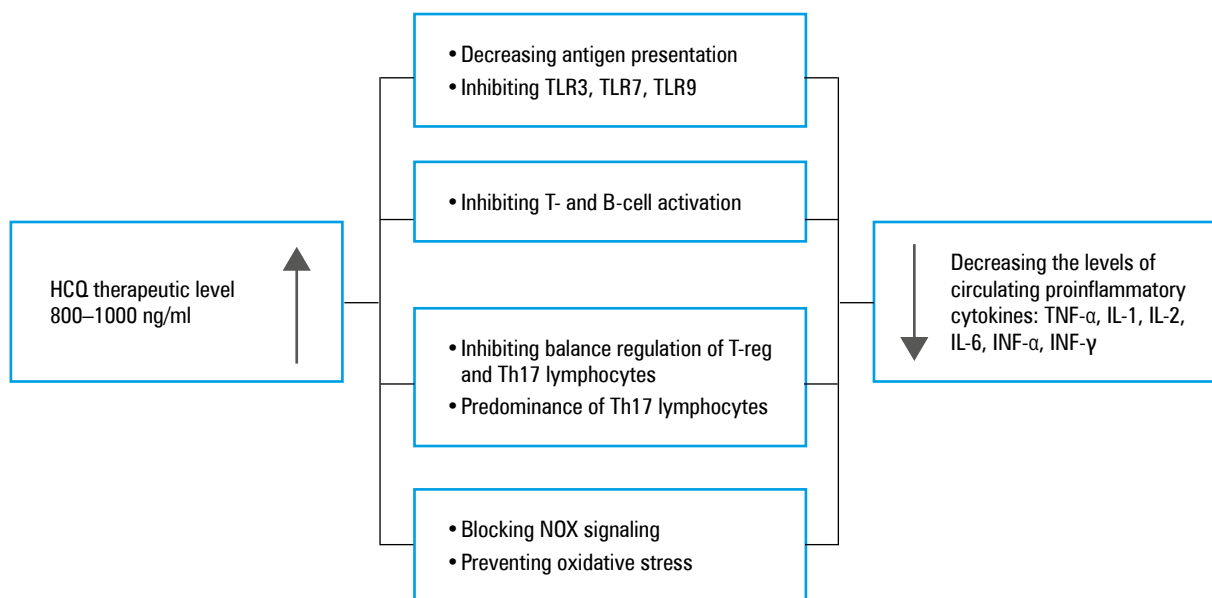 • Decreasing antigen presentation
• Inhibiting TLR3, TLR7, TLR9
• Inhibiting T- and B-cell activation
HCQ therapeutic level
800–1000 ng/ml
• Inhibiting balance regulation of T-reg
and Th17 lymphocytes
• Predominance of Th17 lymphocytes
• Blocking NOX signaling
• Preventing oxidative stress
Decreasing the levels of
circulating proinflammatory
cytokines: TNF-α, IL-1, IL-2,
IL-6, INF-α, INF-γ